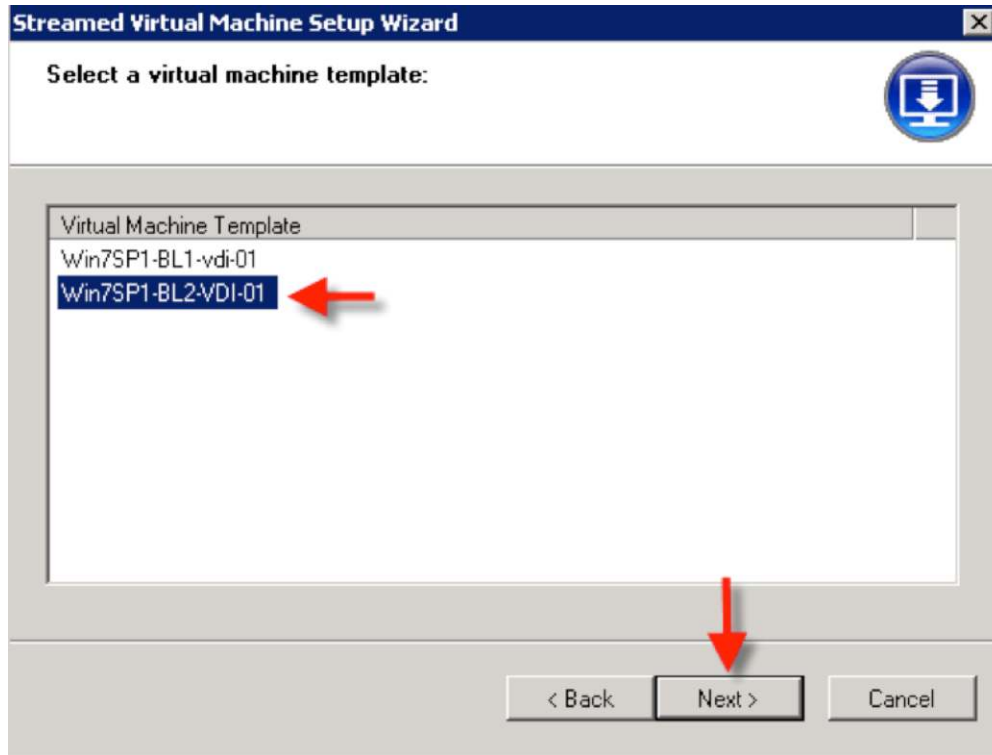 Streamed Virtual Machine Setup Wizard
Select a virtual machine template:
Virtual Machine Template
Win7SP1-BL1-vdi-01
Win7SP1-BL2-VDI-01
< Back Next > Cancel